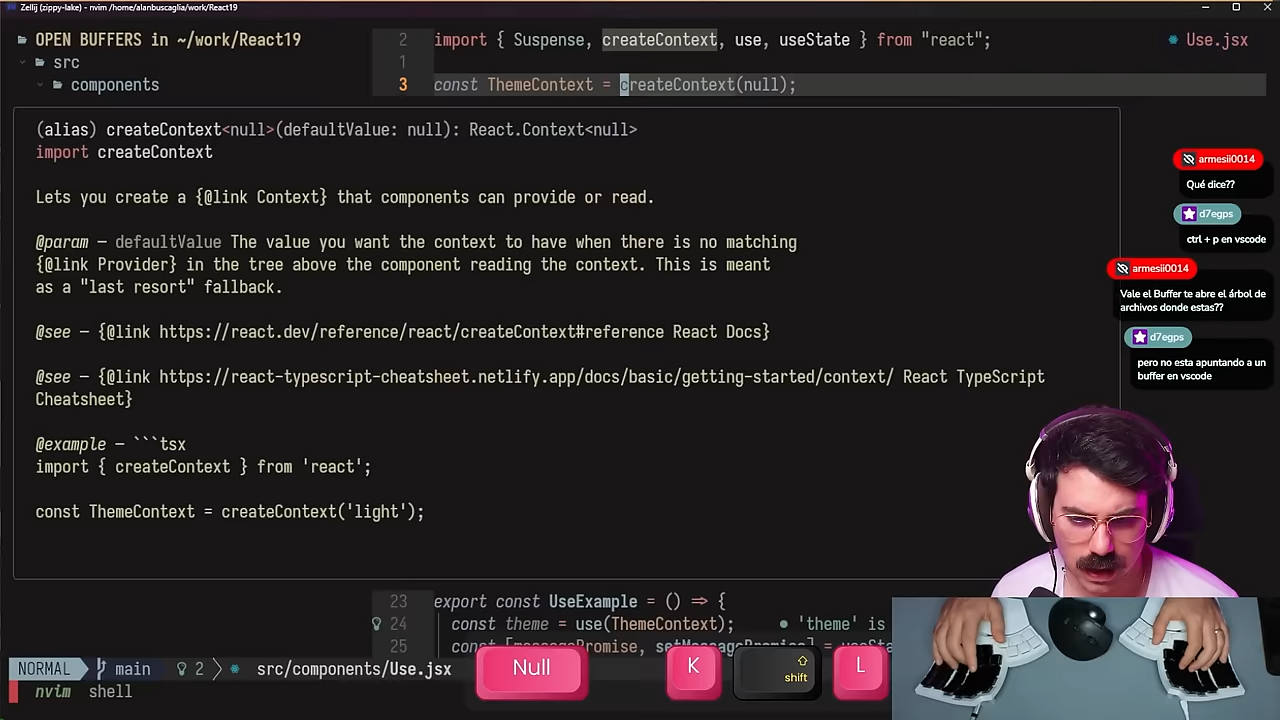 Zellij (zippy-lake) - nvim /home/alanbuscaglia/work/React19
OPEN BUFFERS in ~/work/React19
src
components
2 import { Suspense, createContext, use, useState } from "react";
Use.jsx
1
3 const ThemeContext = createContext(null);
(alias) createContext<null>(defaultValue: null): React.Context<null>
import createContext
Lets you create a {@link Context} that components can provide or read.
@param — defaultValue The value you want the context to have when there is no matching
{@link Provider} in the tree above the component reading the context. This is meant
as a "last resort" fallback.
@see — {@link https://react.dev/reference/react/createContext#reference React Docs}
@see — {@link https://react-typescript-cheatsheet.netlify.app/docs/basic/getting-started/context/ React TypeScript
Cheatsheet}
@example — ```tsx
import { createContext } from 'react';
const ThemeContext = createContext('light');
armesii0014
Qué dice??
d7egps
ctrl + p en vscode
armesii0014
Vale el Buffer te abre el árbol de
archivos donde estas??
d7egps
pero no esta apuntando a un
buffer en vscode
23 export const UseExample = () => {
24 const theme = use(ThemeContext); ● 'theme' is
25 const [messagePromise, setMessagePromise] = useSta
NORMAL main 2 src/components/Use.jsx
nvim shell
Null
K
shift
L